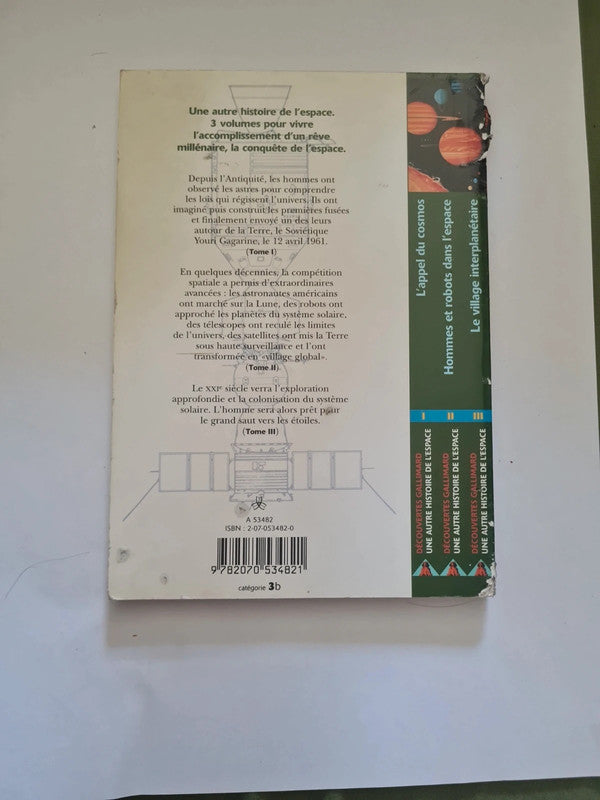 Une autre histoire de l'espace.
3 volumes pour vivre
l'accomplissement d'un rêve
millénaire, la conquête de l'espace.
Depuis l'Antiquité, les hommes ont
observé les astres pour comprendre
les lois qui régissent l'univers. Ils ont
imaginé puis construit les premières fusées
et finalement envoyé un des leurs
autour de la Terre, le Soviétique
Youri Gagarine, le 12 avril 1961.
(Tome I)
En quelques décennies, la compétition
spatiale a permis d'extraordinaires
avancées : les astronautes américains
ont marché sur la Lune, des robots ont
approché les planètes du système solaire,
des télescopes ont reculé les limites
de l'univers, des satellites ont mis la Terre
sous haute surveillance et l'ont
transformée en «village global».
(Tome II)
Le XXIe siècle verra l'exploration
approfondie et la colonisation du système
solaire. L'homme sera alors prêt pour
le grand saut vers les étoiles.
(Tome III)
A 53482
ISBN : 2-07-053482-0
9 782070 534821
catégorie 3b
L'appel du cosmos
Hommes et robots dans l'espace
Le village interplanétaire
I II III
DÉCOUVERTES GALLIMARD
UNE AUTRE HISTOIRE DE L'ESPACE
DÉCOUVERTES GALLIMARD
UNE AUTRE HISTOIRE DE L'ESPACE
DÉCOUVERTES GALLIMARD
UNE AUTRE HISTOIRE DE L'ESPACE